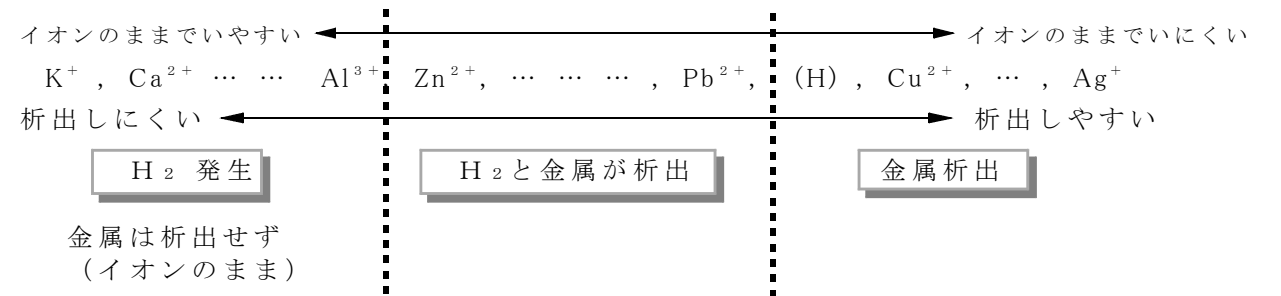 イオンのままでいやすい イオンのままでいにくい
K⁺ , Ca²⁺ … … Al³⁺, Zn²⁺, … … … , Pb²⁺, (H) , Cu²⁺, … , Ag⁺
析出しにくい 析出しやすい
H₂ 発生 H₂と金属が析出 金属析出
金属は析出せず
(イオンのまま)